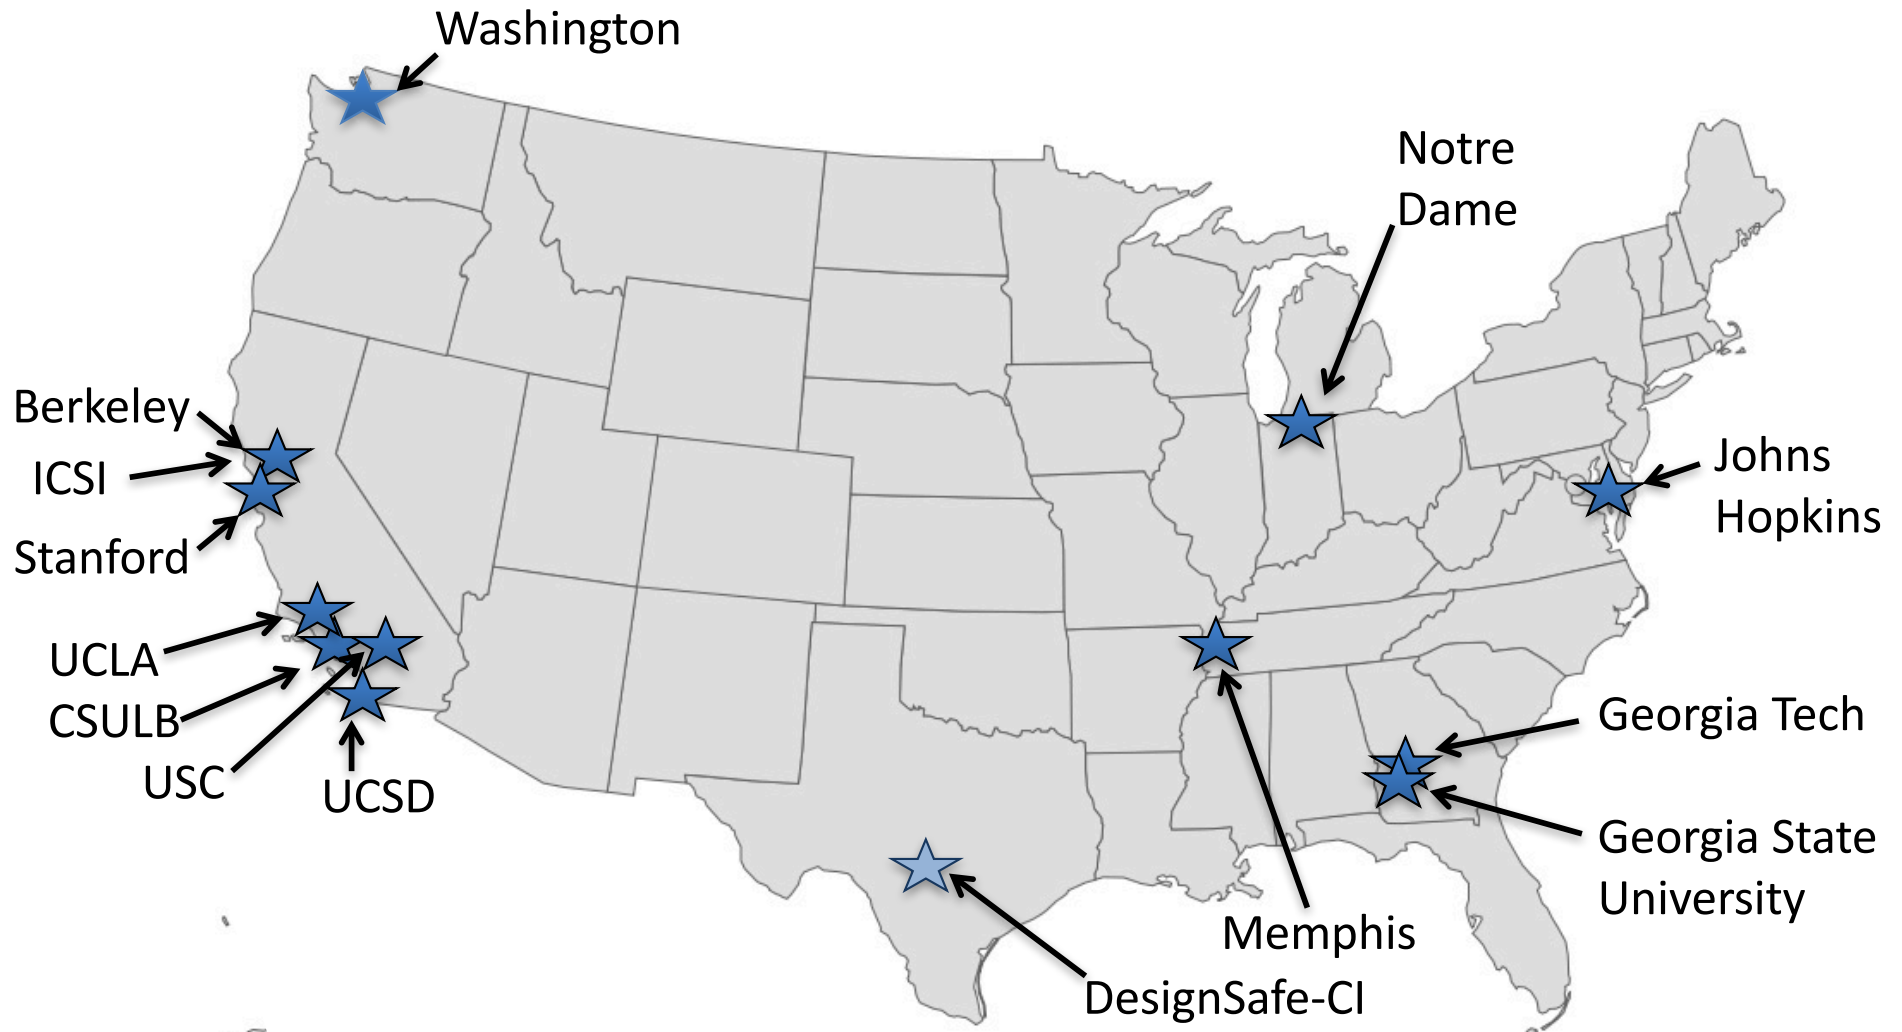 Washington
Notre
Dame
Berkeley
ICSI
Stanford
Johns
Hopkins
UCLA
CSULB
USC
UCSD
Georgia Tech
Georgia State
University
Memphis
DesignSafe-CI